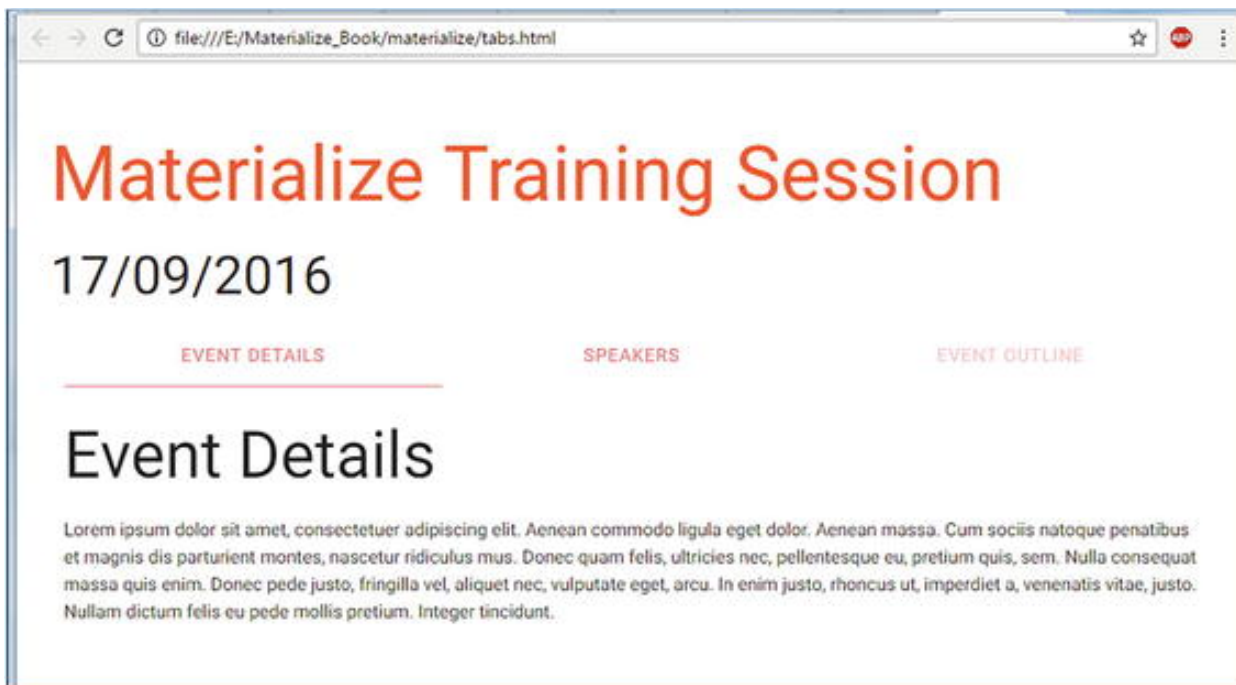 file:///E:/Materialize_Book/materialize/tabs.html
ABP
Materialize Training Session
17/09/2016
EVENT DETAILS SPEAKERS EVENT OUTLINE
Event Details
Lorem ipsum dolor sit amet, consectetuer adipiscing elit. Aenean commodo ligula eget dolor. Aenean massa. Cum sociis natoque penatibus
et magnis dis parturient montes, nascetur ridiculus mus. Donec quam felis, ultricies nec, pellentesque eu, pretium quis, sem. Nulla consequat
massa quis enim. Donec pede justo, fringilla vel, aliquet nec, vulputate eget, arcu. In enim justo, rhoncus ut, imperdiet a, venenatis vitae, justo.
Nullam dictum felis eu pede mollis pretium. Integer tincidunt.